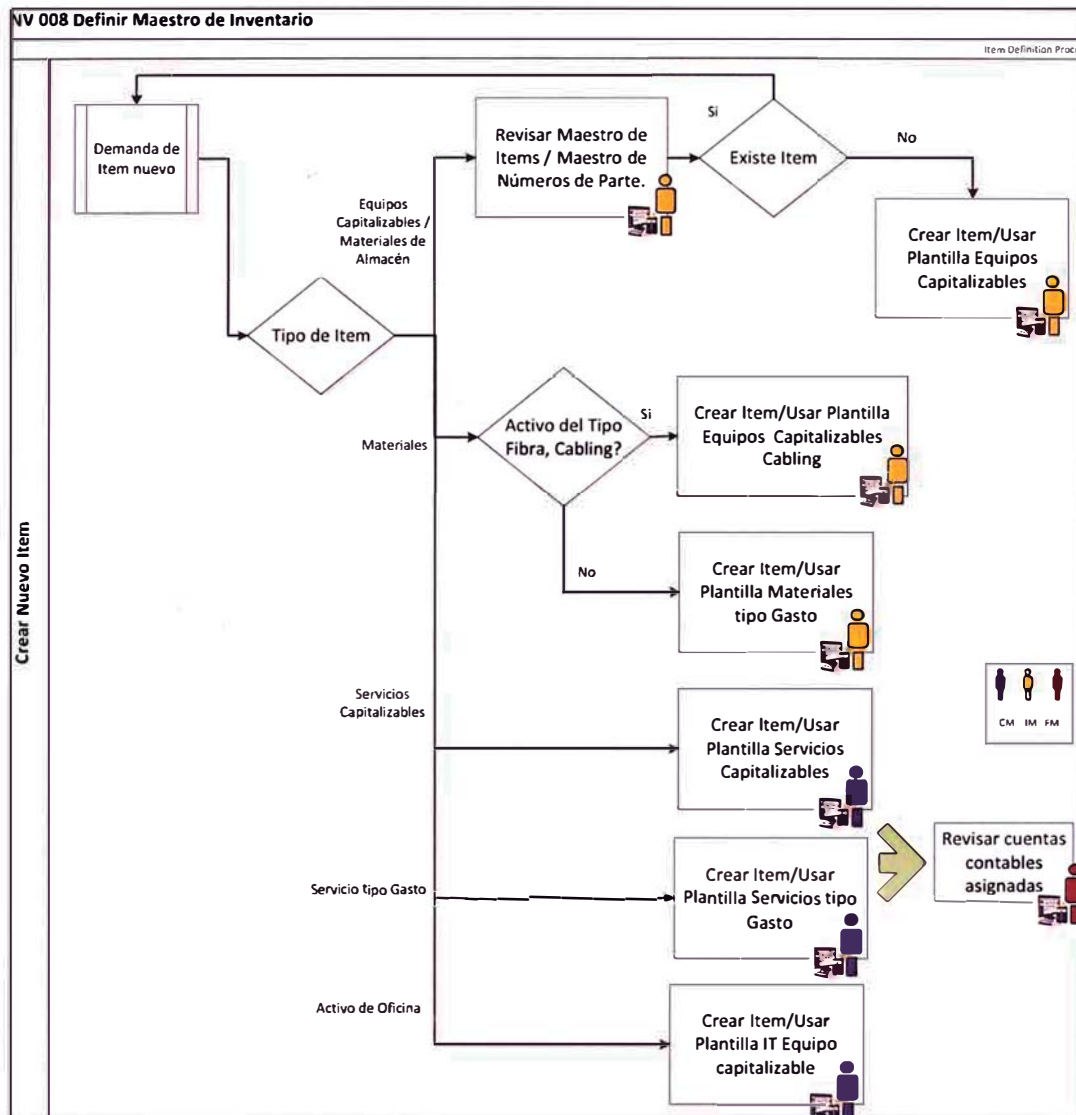 NV 008 Definir Maestro de Inventario
Item Definition Proc
Crear Nuevo Item
Demanda de
Item nuevo
Tipo de Item
Equipos
Capitalizables /
Materiales de
Almacén
Revisar Maestro de
Items / Maestro de
Números de Parte.
Si
Existe Item
No
Crear Item/Usar
Plantilla Equipos
Capitalizables
Materiales
Activo del Tipo
Fibra, Cabling?
Si
Crear Item/Usar Plantilla
Equipos Capitalizables
Cabling
No
Crear Item/Usar
Plantilla Materiales
tipo Gasto
Servicios
Capitalizables
Crear Item/Usar
Plantilla Servicios
Capitalizables
CM IM FM
Servicio tipo Gasto
Crear Item/Usar
Plantilla Servicios tipo
Gasto
Revisar cuentas
contables
asignadas
Activo de Oficina
Crear Item/Usar
Plantilla IT Equipo
capitalizable